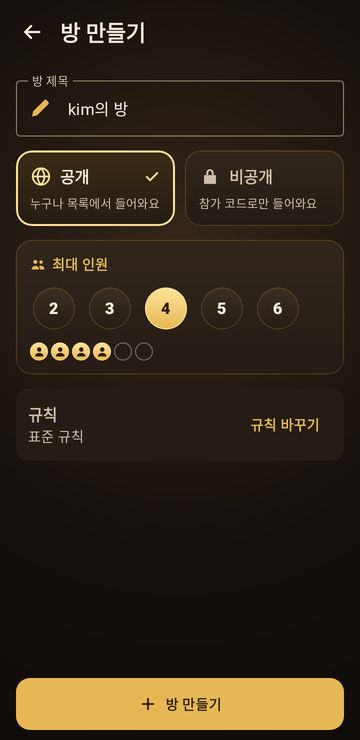 방 만들기
방 제목
kim의 방
공개
누구나 목록에서 들어와요
비공개
참가 코드로만 들어와요
최대 인원
2 3 4 5 6
규칙
표준 규칙
규칙 바꾸기
+ 방 만들기